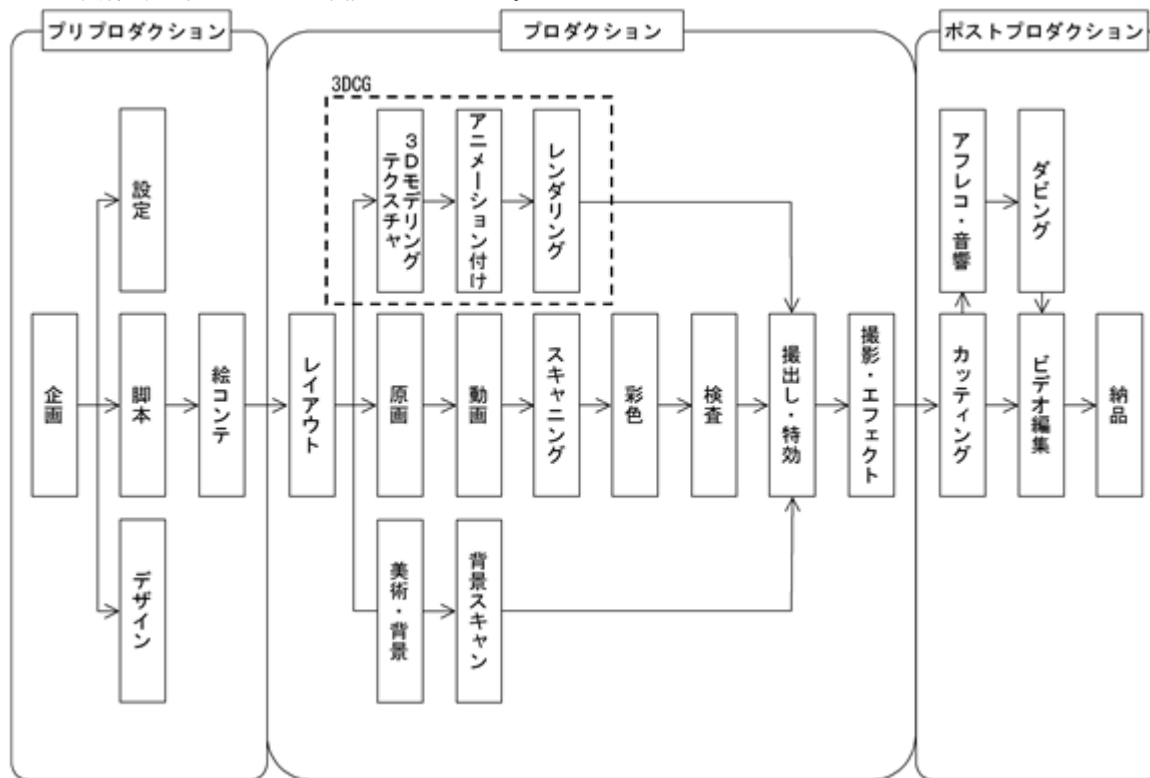 プリプロダクション
プロダクション
ポストプロダクション
3DCG
設定
企画
脚本
絵コンテ
デザイン
レイアウト
3Dモデリング
テクスチャ
アニメーション付け
レンダリング
原画
動画
スキャニング
彩色
検査
撮出し・特効
撮影・エフェクト
美術・背景
背景スキャン
アフレコ・音響
ダビング
カッティング
ビデオ編集
納品